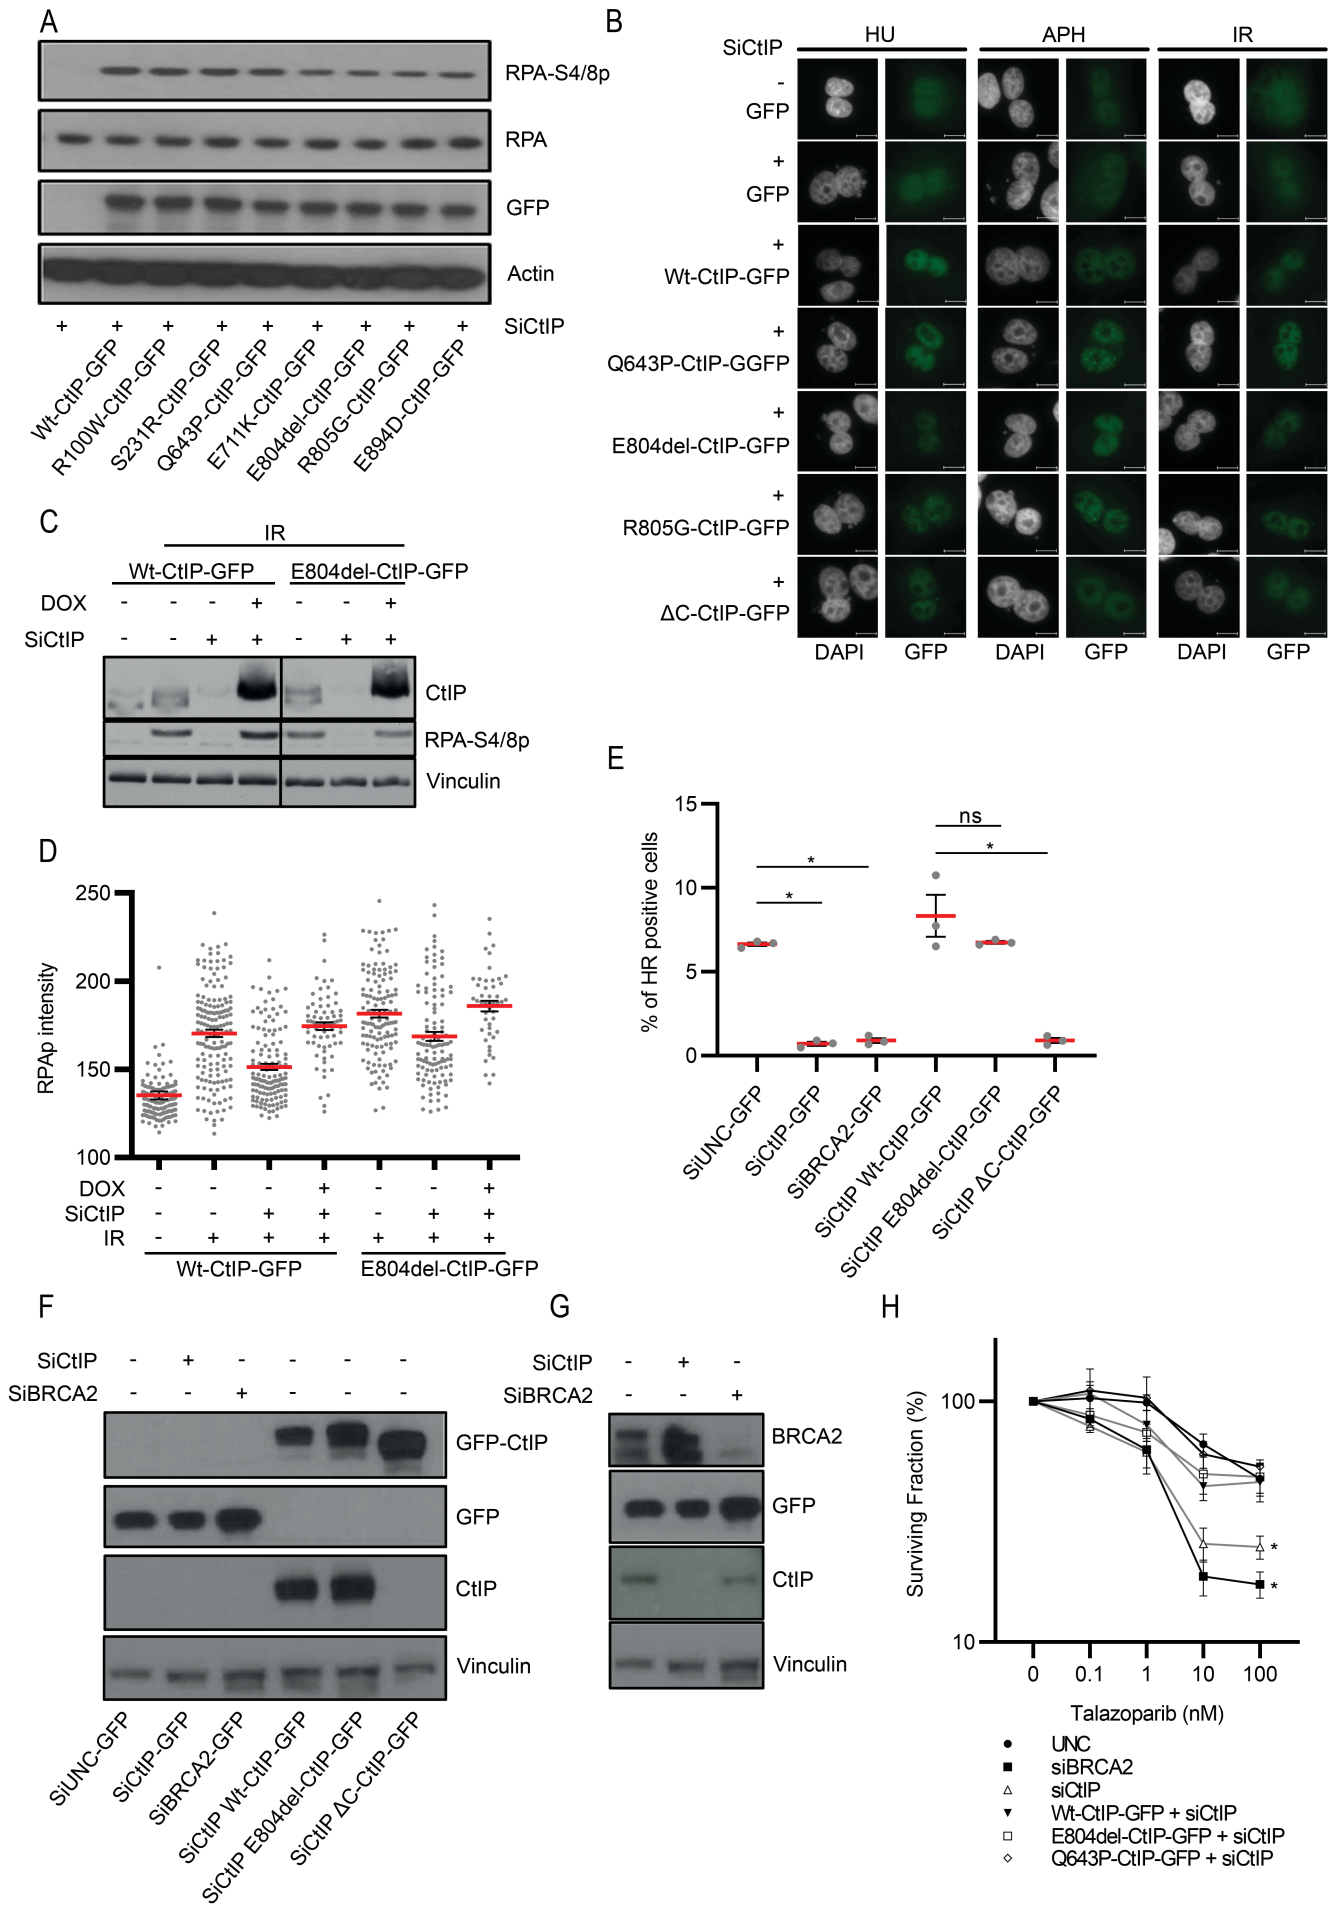 A
RPA-S4/8p
RPA
GFP
Actin
+ + + + + + + + + SiCtIP
Wt-CtIP-GFP
R100W-CtIP-GFP
S231R-CtIP-GFP
Q643P-CtIP-GFP
E711K-CtIP-GFP
E804del-CtIP-GFP
R805G-CtIP-GFP
E894D-CtIP-GFP
B
HU APH IR
SiCtIP
-
GFP
+
GFP
+
Wt-CtIP-GFP
+
Q643P-CtIP-GGFP
+
E804del-CtIP-GFP
+
R805G-CtIP-GFP
+
ΔC-CtIP-GFP
DAPI GFP DAPI GFP DAPI GFP
C
IR
Wt-CtIP-GFP E804del-CtIP-GFP
DOX - - - + - - +
SiCtIP - - + + - + +
CtIP
RPA-S4/8p
Vinculin
D
RPAp intensity
250
200
150
100
DOX - - - + - - +
SiCtIP - - + + - + +
IR - + + + + + +
Wt-CtIP-GFP E804del-CtIP-GFP
E
% of HR positive cells
15
10
5
0
ns
*
*
*
SiUNC-GFP
SiCtIP-GFP
SiBRCA2-GFP
SiCtIP Wt-CtIP-GFP
SiCtIP E804del-CtIP-GFP
SiCtIP ΔC-CtIP-GFP
F
SiCtIP - + - - - -
SiBRCA2 - - + - - -
GFP-CtIP
GFP
CtIP
Vinculin
SiUNC-GFP
SiCtIP-GFP
SiBRCA2-GFP
SiCtIP Wt-CtIP-GFP
SiCtIP E804del-CtIP-GFP
SiCtIP ΔC-CtIP-GFP
G
SiCtIP - + -
SiBRCA2 - - +
BRCA2
GFP
CtIP
Vinculin
H
Surviving Fraction (%)
100
10
*
*
0 0.1 1 10 100
Talazoparib (nM)
UNC
siBRCA2
siCtIP
Wt-CtIP-GFP + siCtIP
E804del-CtIP-GFP + siCtIP
Q643P-CtIP-GFP + siCtIP